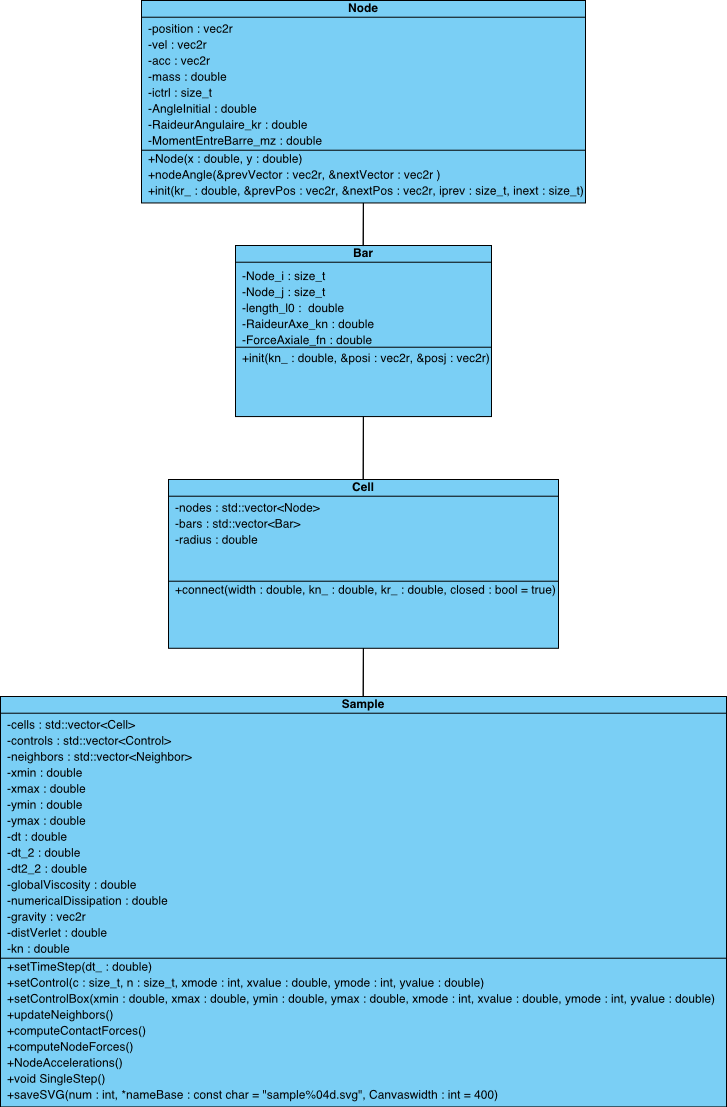 Node
-position : vec2r
-vel : vec2r
-acc : vec2r
-mass : double
-ictrl : size_t
-AngleInitial : double
-RaideurAngulaire_kr : double
-MomentEntreBarre_mz : double
+Node(x : double, y : double)
+nodeAngle(&prevVector : vec2r, &nextVector : vec2r )
+init(kr_ : double, &prevPos : vec2r, &nextPos : vec2r, iprev : size_t, inext : size_t)
Bar
-Node_i : size_t
-Node_j : size_t
-length_l0 :  double
-RaideurAxe_kn : double
-ForceAxiale_fn : double
+init(kn_ : double, &posi : vec2r, &posj : vec2r)
Cell
-nodes : std::vector<Node>
-bars : std::vector<Bar>
-radius : double
+connect(width : double, kn_ : double, kr_ : double, closed : bool = true)
Sample
-cells : std::vector<Cell>
-controls : std::vector<Control>
-neighbors : std::vector<Neighbor>
-xmin : double
-xmax : double
-ymin : double
-ymax : double
-dt : double
-dt_2 : double
-dt2_2 : double
-globalViscosity : double
-numericalDissipation : double
-gravity : vec2r
-distVerlet : double
-kn : double
+setTimeStep(dt_ : double)
+setControl(c : size_t, n : size_t, xmode : int, xvalue : double, ymode : int, yvalue : double)
+setControlBox(xmin : double, xmax : double, ymin : double, ymax : double, xmode : int, xvalue : double, ymode : int, yvalue : double)
+updateNeighbors()
+computeContactForces()
+computeNodeForces()
+NodeAccelerations()
+void SingleStep()
+saveSVG(num : int, *nameBase : const char = "sample%04d.svg", Canvaswidth : int = 400)